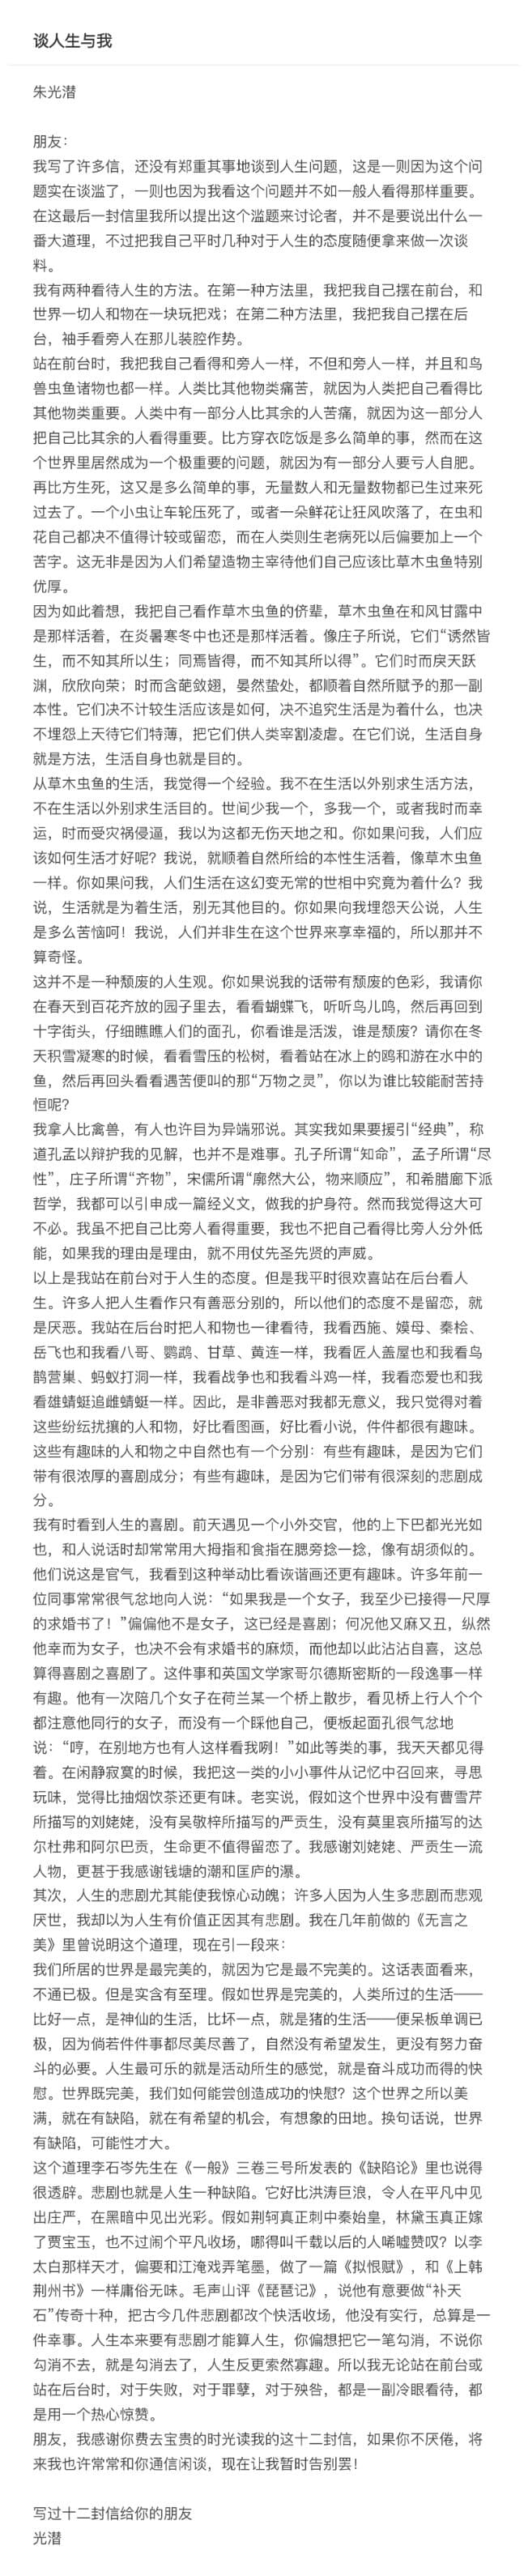 谈人生与我
朱光潜
朋友：
我写了许多信，还没有郑重其事地谈到人生问题，这是一则因为这个问
题实在谈滥了，一则也因为我看这个问题并不如一般人看得那样重要。
在这最后一封信里我所以提出这个滥题来讨论者，并不是要说出什么一
番大道理，不过把我自己平时几种对于人生的态度随便拿来做一次谈
料。
我有两种看待人生的方法。在第一种方法里，我把我自己摆在前台，和
世界一切人和物在一块玩把戏；在第二种方法里，我把我自己摆在后
台，袖手看旁人在那儿装腔作势。
站在前台时，我把我自己看得和旁人一样，不但和旁人一样，并且和鸟
兽虫鱼诸物也都一样。人类比其他物类痛苦，就因为人类把自己看得比
其他物类重要。人类中有一部分人比其余的人苦痛，就因为这一部分人
把自己比其余的人看得重要。比方穿衣吃饭是多么简单的事，然而在这
个世界里居然成为一个极重要的问题，就因为有一部分人要亏人自肥。
再比方生死，这又是多么简单的事，无量数人和无量数物都已生过来死
过去了。一个小虫让车轮压死了，或者一朵鲜花让狂风吹落了，在虫和
花自己都决不值得计较或留恋，而在人类则生老病死以后偏要加上一个
苦字。这无非是因为人们希望造物主宰待他们自己应该比草木虫鱼特别
优厚。
因为如此着想，我把自己看作草木虫鱼的侪辈，草木虫鱼在和风甘露中
是那样活着，在炎暑寒冬中也还是那样活着。像庄子所说，它们“诱然皆
生，而不知其所以生；同焉皆得，而不知其所以得”。它们时而戾天跃
渊，欣欣向荣；时而含葩敛翅，晏然蛰处，都顺着自然所赋予的那一副
本性。它们决不计较生活应该是如何，决不追究生活是为着什么，也决
不埋怨上天待它们特薄，把它们供人类宰割凌虐。在它们说，生活自身
就是方法，生活自身也就是目的。
从草木虫鱼的生活，我觉得一个经验。我不在生活以外别求生活方法，
不在生活以外别求生活目的。世间少我一个，多我一个，或者我时而幸
运，时而受灾祸侵逼，我以为这都无伤天地之和。你如果问我，人们应
该如何生活才好呢？我说，就顺着自然所给的本性生活着，像草木虫鱼
一样。你如果问我，人们生活在这幻变无常的世相中究竟为着什么？我
说，生活就是为着生活，别无其他目的。你如果向我埋怨天公说，人生
是多么苦恼呵！我说，人们并非生在这个世界来享幸福的，所以那并不
算奇怪。
这并不是一种颓废的人生观。你如果说我的话带有颓废的色彩，我请你
在春天到百花齐放的园子里去，看看蝴蝶飞，听听鸟儿鸣，然后再回到
十字街头，仔细瞧瞧人们的面孔，你看谁是活泼，谁是颓废？请你在冬
天积雪凝寒的时候，看看雪压的松树，看着站在冰上的鸥和游在水中的
鱼，然后再回头看看遇苦便叫的那“万物之灵”，你以为谁比较能耐苦持
恒呢？
我拿人比禽兽，有人也许目为异端邪说。其实我如果要援引“经典”，称
道孔孟以辩护我的见解，也并不是难事。孔子所谓“知命”，孟子所谓“尽
性”，庄子所谓“齐物”，宋儒所谓“廓然大公，物来顺应”，和希腊廊下派
哲学，我都可以引申成一篇经义文，做我的护身符。然而我觉得这大可
不必。我虽不把自己比旁人看得重要，我也不把自己看得比旁人分外低
能，如果我的理由是理由，就不用仗先圣先贤的声威。
以上是我站在前台对于人生的态度。但是我平时很欢喜站在后台看人
生。许多人把人生看作只有善恶分别的，所以他们的态度不是留恋，就
是厌恶。我站在后台时把人和物也一律看待，我看西施、嫫母、秦桧、
岳飞也和我看八哥、鹦鹉、甘草、黄连一样，我看匠人盖屋也和我看鸟
鹊营巢、蚂蚁打洞一样，我看战争也和我看斗鸡一样，我看恋爱也和我
看雄蜻蜓追雌蜻蜓一样。因此，是非善恶对我都无意义，我只觉得对着
这些纷纭扰攘的人和物，好比看图画，好比看小说，件件都很有趣味。
这些有趣味的人和物之中自然也有一个分别：有些有趣味，是因为它们
带有很浓厚的喜剧成分；有些有趣味，是因为它们带有很深刻的悲剧成
分。
我有时看到人生的喜剧。前天遇见一个小外交官，他的上下巴都光光如
也，和人说话时却常常用大拇指和食指在腮旁捻一捻，像有胡须似的。
他们说这是官气，我看到这种举动比看诙谐画还更有趣味。许多年前一
位同事常常很气忿地向人说：“如果我是一个女子，我至少已接得一尺厚
的求婚书了！”偏偏他不是女子，这已经是喜剧；何况他又麻又丑，纵然
他幸而为女子，也决不会有求婚书的麻烦，而他却以此沾沾自喜，这总
算得喜剧之喜剧了。这件事和英国文学家哥尔德斯密斯的一段逸事一样
有趣。他有一次陪几个女子在荷兰某一个桥上散步，看见桥上行人个个
都注意他同行的女子，而没有一个睬他自己，便板起面孔很气忿地
说：“哼，在别地方也有人这样看我咧！”如此等类的事，我天天都见得
着。在闲静寂寞的时候，我把这一类的小小事件从记忆中召回来，寻思
玩味，觉得比抽烟饮茶还更有味。老实说，假如这个世界中没有曹雪芹
所描写的刘姥姥，没有吴敬梓所描写的严贡生，没有莫里哀所描写的达
尔杜弗和阿尔巴贡，生命更不值得留恋了。我感谢刘姥姥、严贡生一流
人物，更甚于我感谢钱塘的潮和匡庐的瀑。
其次，人生的悲剧尤其能使我惊心动魄；许多人因为人生多悲剧而悲观
厌世，我却以为人生有价值正因其有悲剧。我在几年前做的《无言之
美》里曾说明这个道理，现在引一段来：
我们所居的世界是最完美的，就因为它是最不完美的。这话表面看来，
不通已极。但是实含有至理。假如世界是完美的，人类所过的生活——
比好一点，是神仙的生活，比坏一点，就是猪的生活——便呆板单调已
极，因为倘若件件事都尽美尽善了，自然没有希望发生，更没有努力奋
斗的必要。人生最可乐的就是活动所生的感觉，就是奋斗成功而得的快
慰。世界既完美，我们如何能尝创造成功的快慰？这个世界之所以美
满，就在有缺陷，就在有希望的机会，有想象的田地。换句话说，世界
有缺陷，可能性才大。
这个道理李石岑先生在《一般》三卷三号所发表的《缺陷论》里也说得
很透辟。悲剧也就是人生一种缺陷。它好比洪涛巨浪，令人在平凡中见
出庄严，在黑暗中见出光彩。假如荆轲真正刺中秦始皇，林黛玉真正嫁
了贾宝玉，也不过闹个平凡收场，哪得叫千载以后的人唏嘘赞叹？以李
太白那样天才，偏要和江淹戏弄笔墨，做了一篇《拟恨赋》，和《上韩
荆州书》一样庸俗无味。毛声山评《琵琶记》，说他有意要做“补天
石”传奇十种，把古今几件悲剧都改个快活收场，他没有实行，总算是一
件幸事。人生本来要有悲剧才能算人生，你偏想把它一笔勾消，不说你
勾消不去，就是勾消去了，人生反更索然寡趣。所以我无论站在前台或
站在后台时，对于失败，对于罪孽，对于殃咎，都是一副冷眼看待，都
是用一个热心惊赞。
朋友，我感谢你费去宝贵的时光读我的这十二封信，如果你不厌倦，将
来我也许常常和你通信闲谈，现在让我暂时告别罢！
写过十二封信给你的朋友
光潜